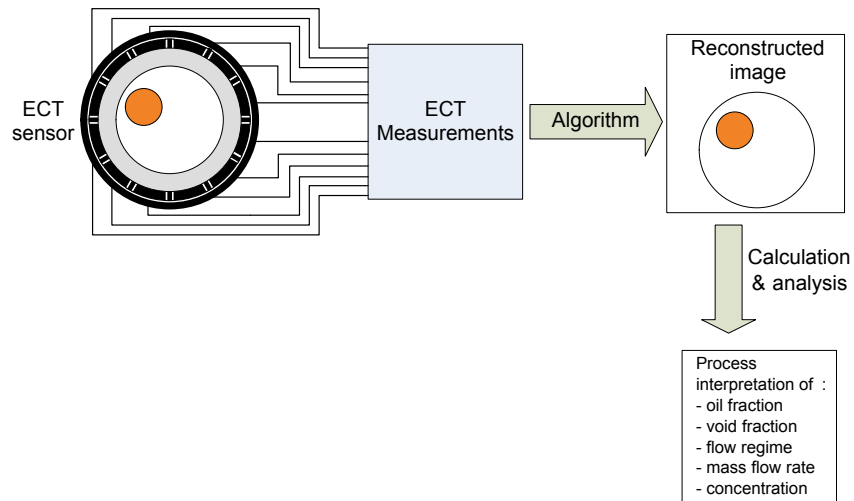 ECT
sensor
ECT
Measurements
Algorithm
Reconstructed
image
Calculation
& analysis
Process
interpretation of :
- oil fraction
- void fraction
- flow regime
- mass flow rate
- concentration